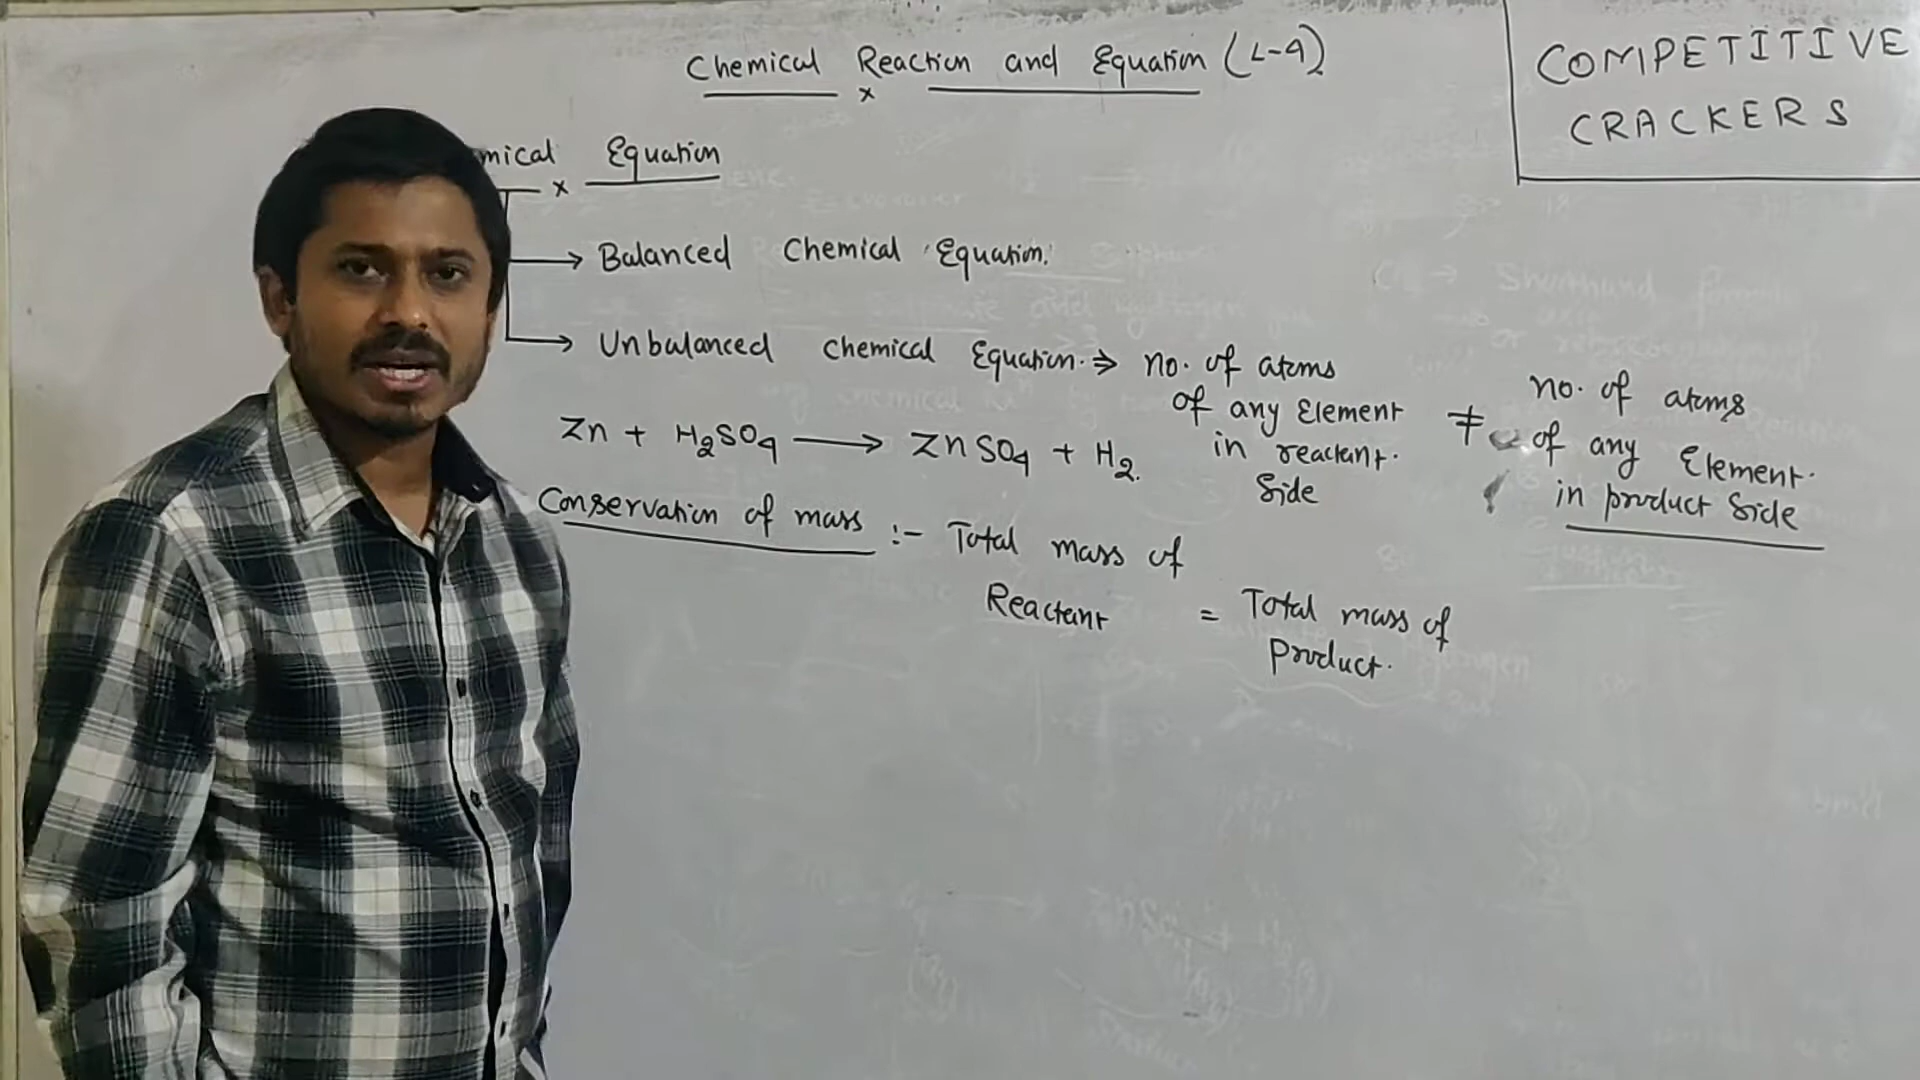 Chemical Reaction and Equation (L-4)
COMPETITIVE
CRACKERS
mical Equation
Balanced Chemical Equation.
Unbalanced chemical Equation. ⇒ no. of atoms
of any Element
in reactant.
Side
≠
no. of atoms
of any Element.
in product Side
Zn + H₂SO₄ ⟶ ZnSO₄ + H₂.
Conservation of mass :- Total mass of
Reactant = Total mass of
product.